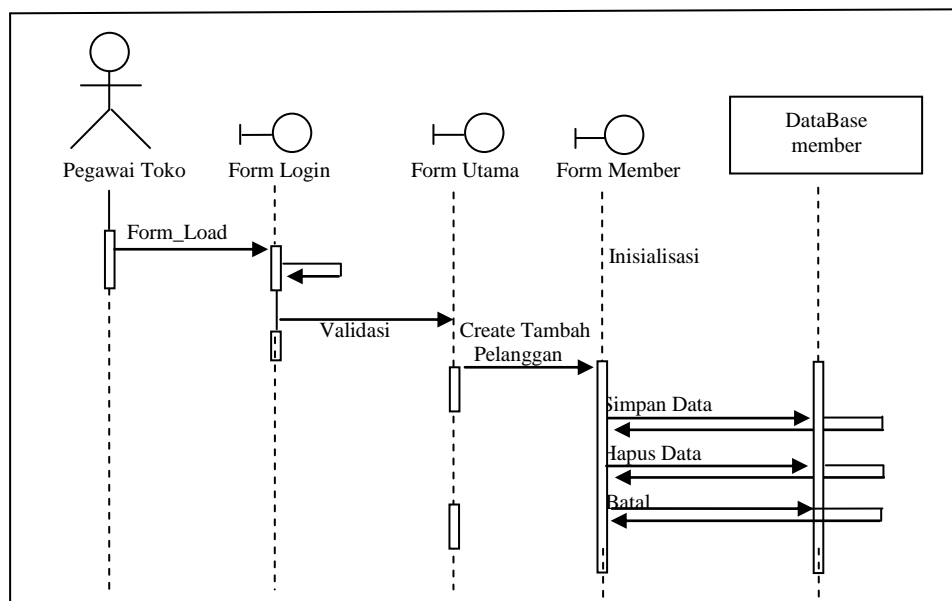 DataBase
member
Pegawai Toko
Form Login
Form Utama
Form Member
Form_Load
Inisialisasi
Validasi
Create Tambah
Pelanggan
Simpan Data
Hapus Data
Batal